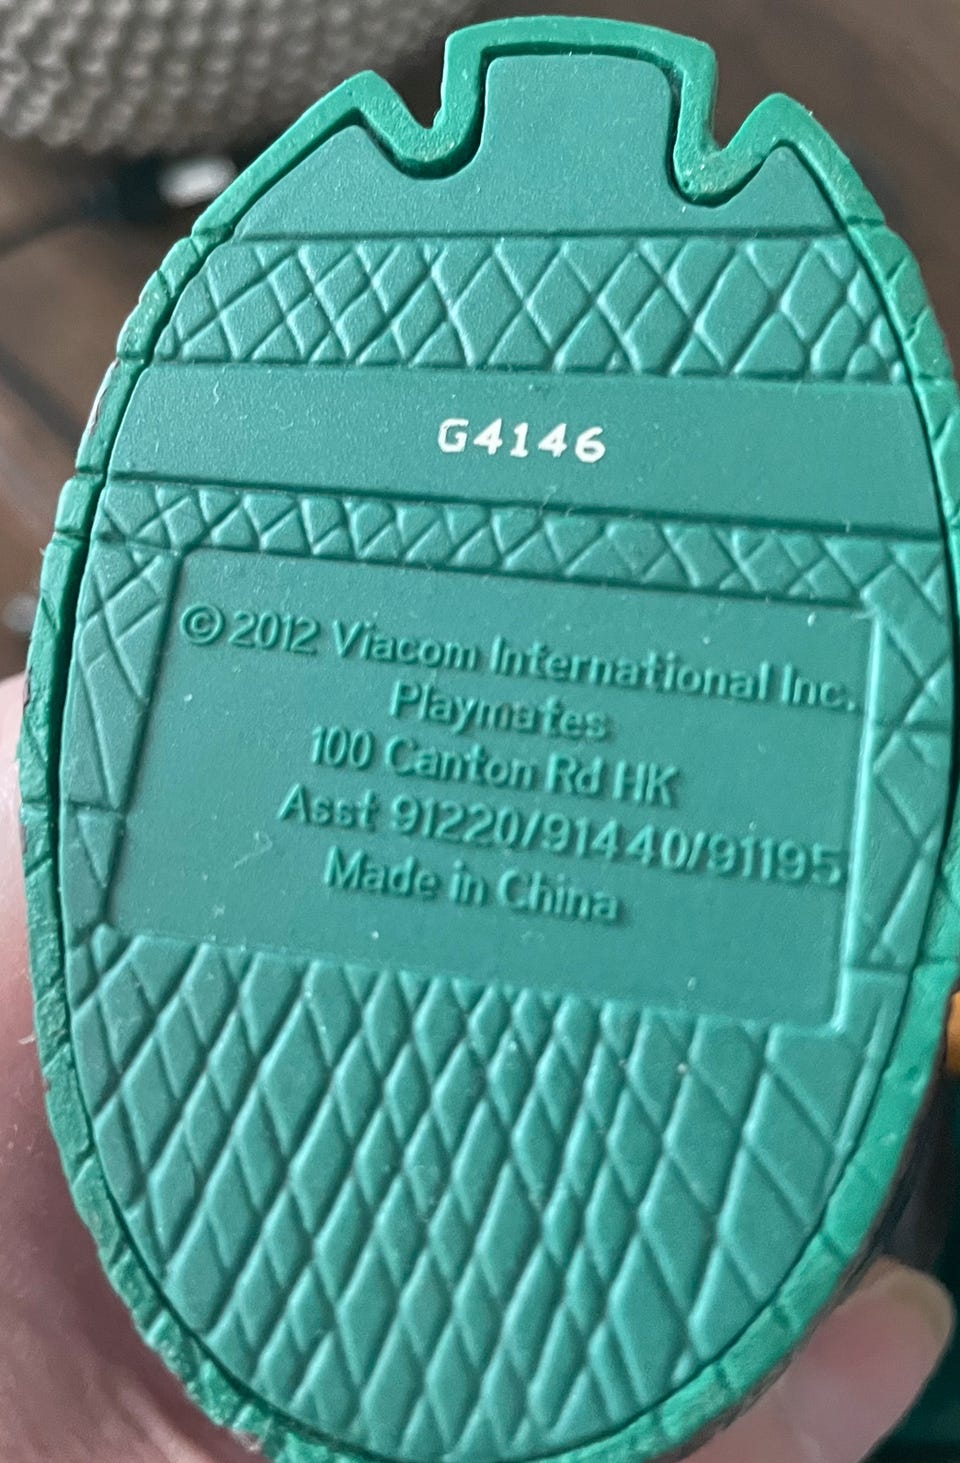 G4146
© 2012 Viacom International Inc.
Playmates
100 Canton Rd HK
Asst 91220/91440/91195
Made in China